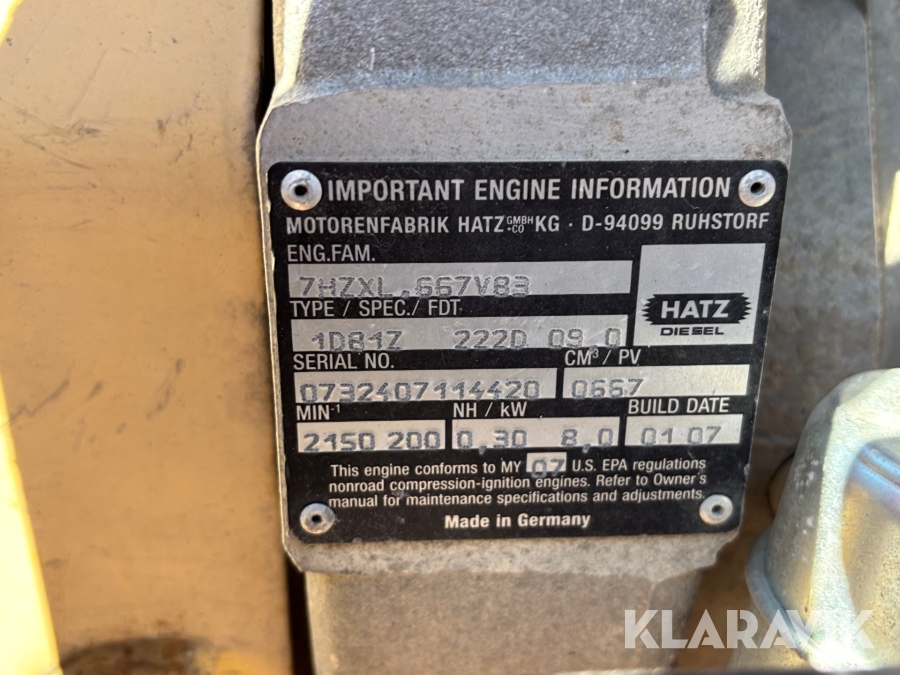 IMPORTANT ENGINE INFORMATION
MOTORENFABRIK HATZ GMBH+CO KG · D-94099 RUHSTORF
ENG.FAM.
7HZXL.667V83
TYPE / SPEC./ FDT.
1D81Z 222D 09.0
HATZ
DIESEL
SERIAL NO. CM³/ PV
0732407114420 0667
MIN-1 NH / kW BUILD DATE
2150 200 0.30 8.0 01 07
This engine conforms to MY 07 U.S. EPA regulations
nonroad compression-ignition engines. Refer to Owner's
manual for maintenance specifications and adjustments.
Made in Germany
KLARAVIK